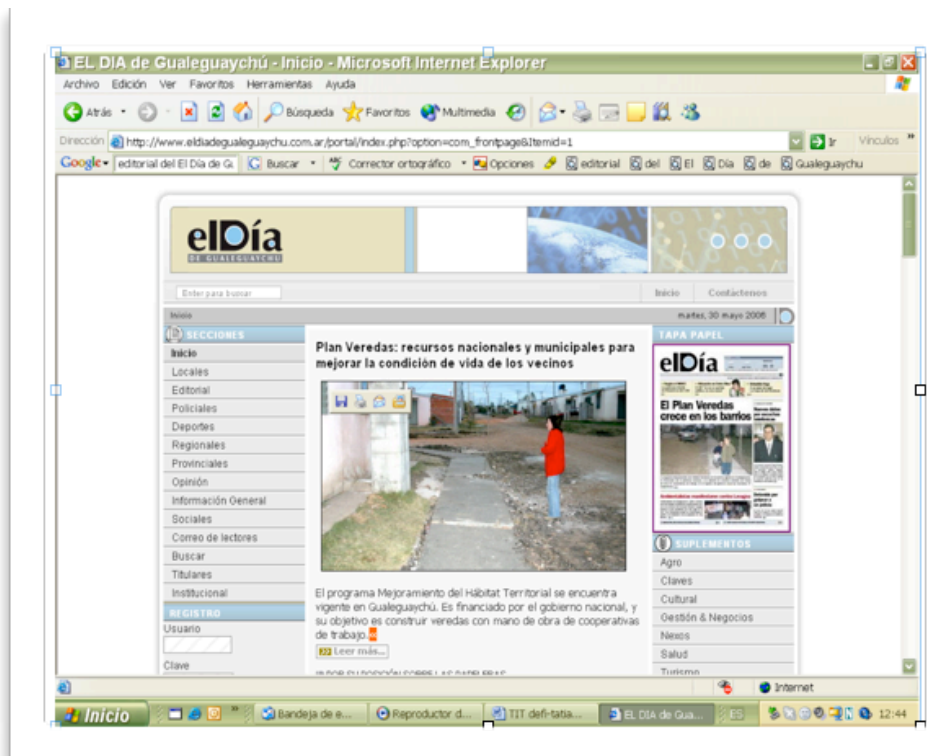 EL DIA de Gualeguaychú - Inicio - Microsoft Internet Explorer
Archivo Edición Ver Favoritos Herramientas Ayuda
Atrás Búsqueda Favoritos Multimedia
Dirección http://www.eldiadegualeguaychu.com.ar/portal/index.php?option=com_frontpage&Itemid=1 Ir Vínculos
Google editorial del El Día de G Buscar Corrector ortográfico Opciones editorial del El Día de Gualeguaychu
elDía
DE GUALEGUAYCHU
Enter para buscar Inicio Contáctenos
Inicio martes, 30 mayo 2006
SECCIONES
Inicio
Locales
Editorial
Policiales
Deportes
Regionales
Provinciales
Opinión
Información General
Sociales
Correo de lectores
Buscar
Titulares
Institucional
REGISTRO
Usuario
Clave
Plan Veredas: recursos nacionales y municipales para
mejorar la condición de vida de los vecinos
El programa Mejoramiento del Hábitat Territorial se encuentra
vigente en Gualeguaychú. Es financiado por el gobierno nacional, y
su objetivo es construir veredas con mano de obra de cooperativas
de trabajo.
Leer más...
TAPA PAPEL
elDía
El Plan Veredas
crece en los barrios
SUPLEMENTOS
Agro
Claves
Cultural
Gestión & Negocios
Nexos
Salud
Turismo
Internet
Inicio Bandeja de e... Reproductor d... TIT defi-tatia... EL DIA de Gua... ES 12:44